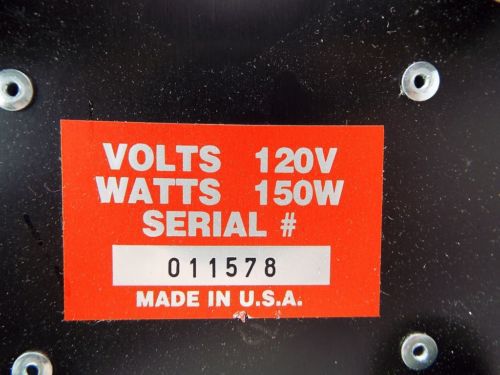 VOLTS 120V
WATTS 150W
SERIAL #
011578
MADE IN U.S.A.